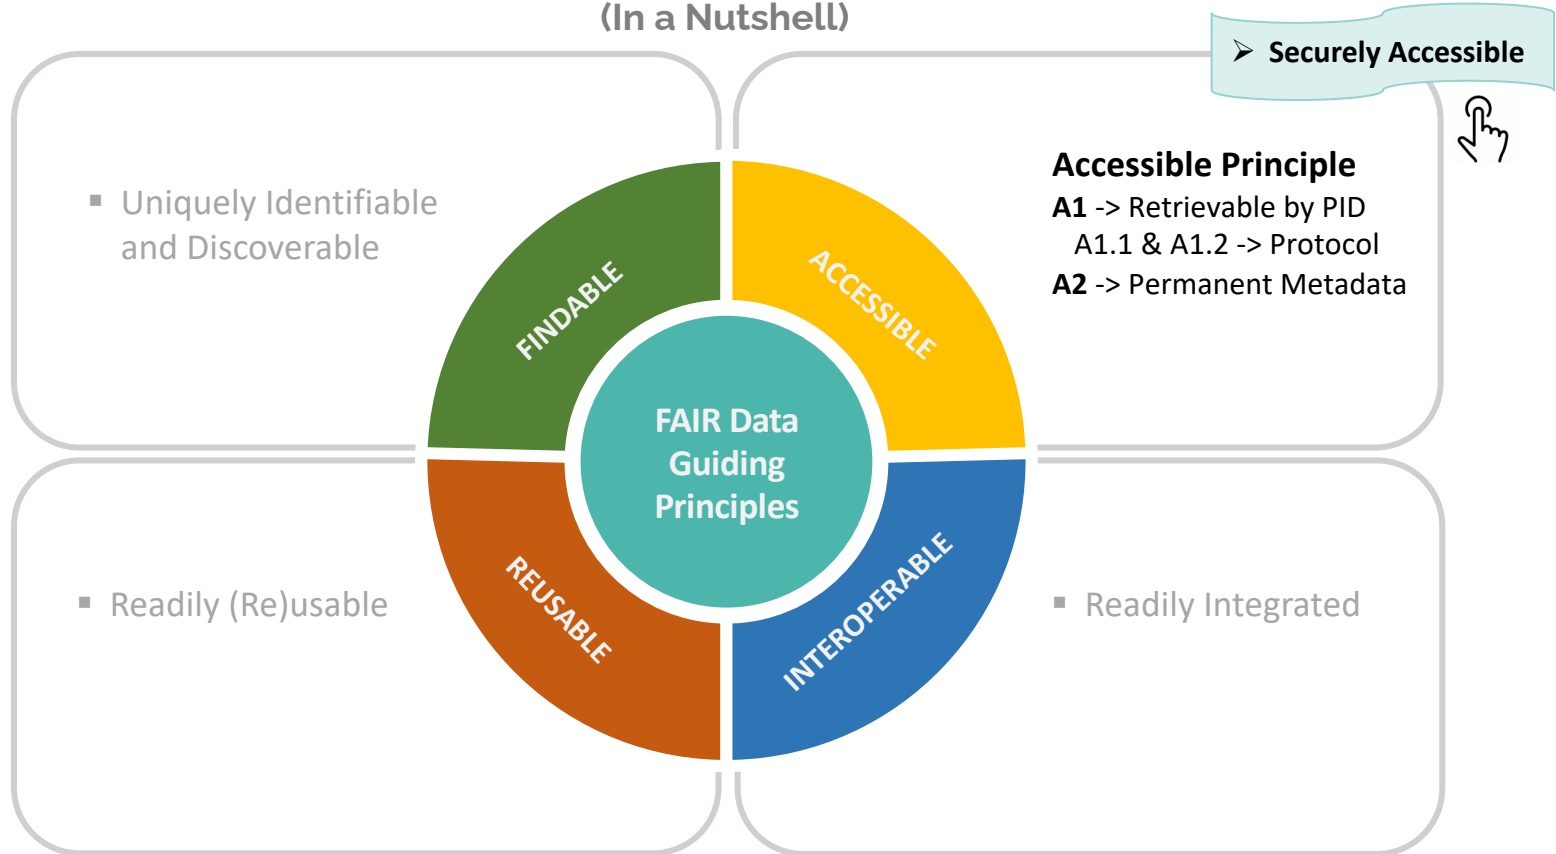 (In a Nutshell)
➢ Securely Accessible
▪ Uniquely Identifiable
and Discoverable
Accessible Principle
A1 -> Retrievable by PID
A1.1 & A1.2 -> Protocol
A2 -> Permanent Metadata
FINDABLE
ACCESSIBLE
FAIR Data
Guiding
Principles
REUSABLE
INTEROPERABLE
▪ Readily (Re)usable
▪ Readily Integrated